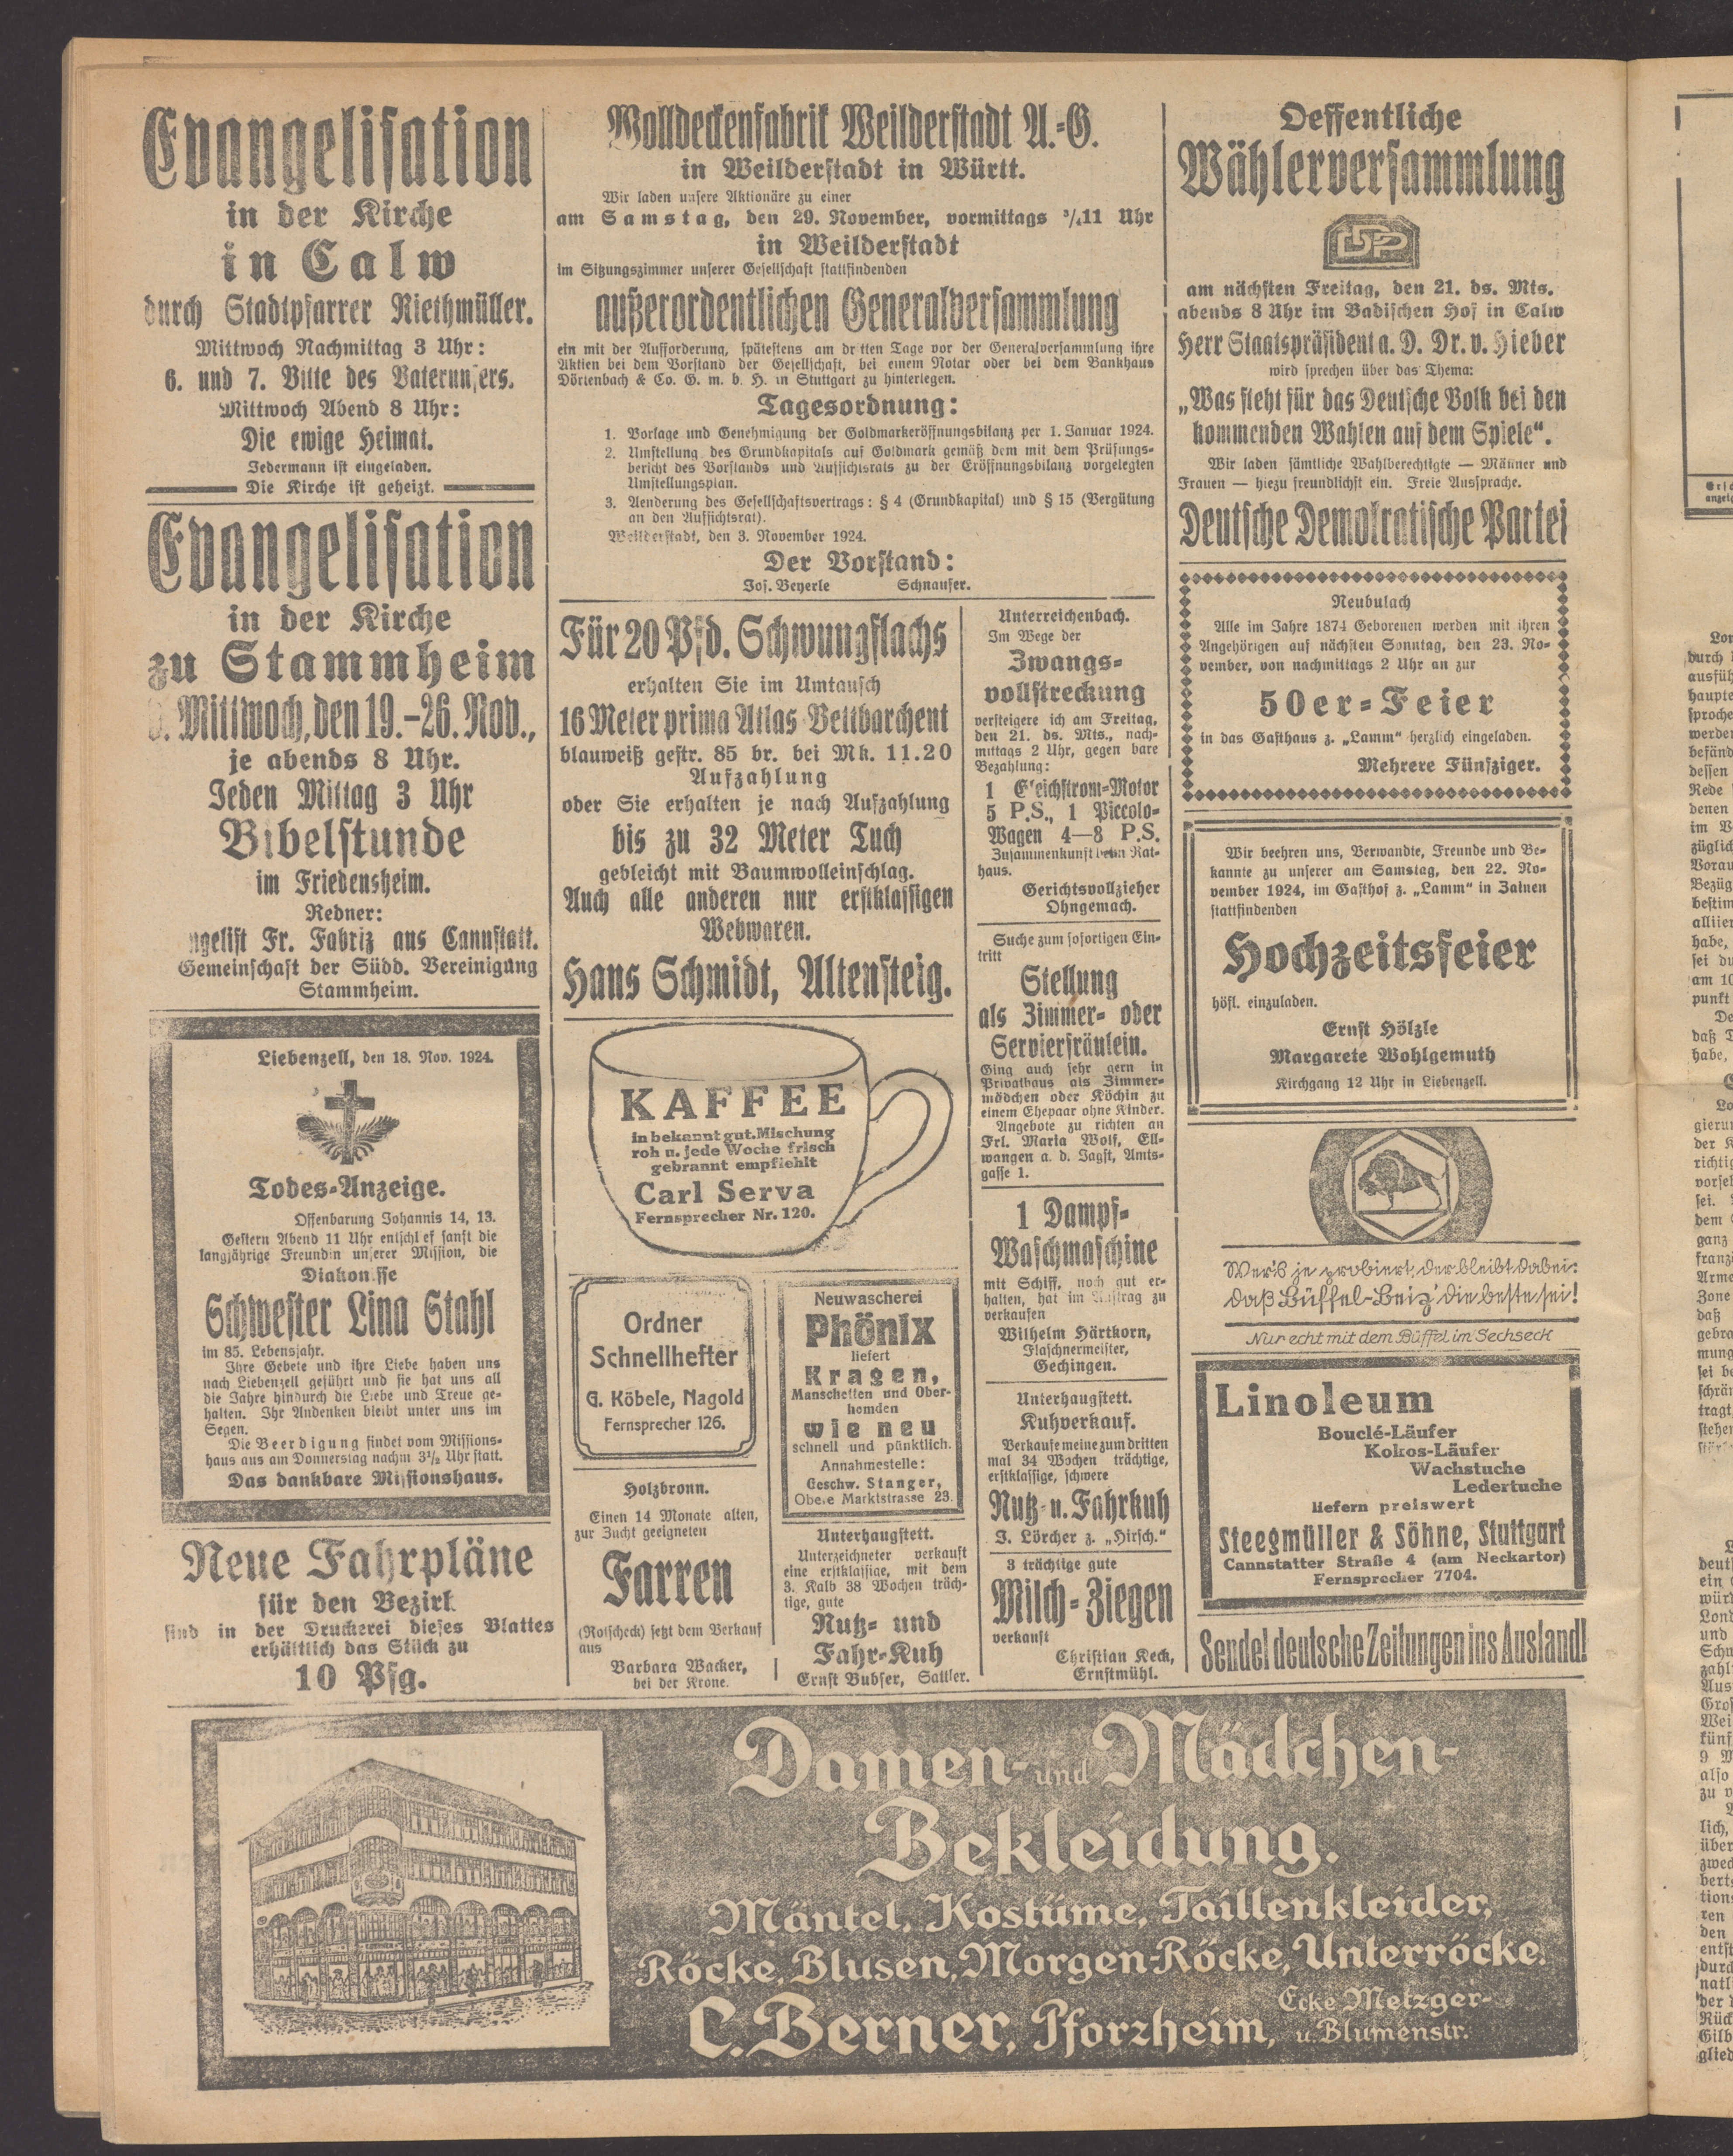 Evangelisation
in der Kirche
in Calw
durch Stadtpfarrer Riethmüller.
Mittwoch Nachmittag 3 Uhr:
6. und 7. Bitte des Vaterunsers.
Mittwoch Abend 8 Uhr:
Die ewige Heimat.
Jedermann ist eingeladen.
Die Kirche ist geheizt.
Evangelisation
in der Kirche
zu Stammheim
Mittwoch, den 19.–26. Nov.,
je abends 8 Uhr.
Jeden Mittag 3 Uhr
Bibelstunde
im Friedensheim.
Redner:
ngelist Fr. Fabriz aus Cannstatt.
Gemeinschaft der Südd. Vereinigung
Stammheim.
Liebenzell, den 18. Nov. 1924.
Todes-Anzeige.
Offenbarung Johannis 14, 13.
Gestern Abend 11 Uhr entschlief sanft die
langjährige Freundin unserer Mission, die
Diakonisse
Schwester Lina Stahl
im 85. Lebensjahr.
Ihre Gebete und ihre Liebe haben uns
nach Liebenzell geführt und sie hat uns all
die Jahre hindurch die Liebe und Treue ge-
halten. Ihr Andenken bleibt unter uns im
Segen.
Die Beerdigung findet vom Missions-
haus aus am Donnerstag nachm 3½ Uhr statt.
Das dankbare Missionshaus.
Neue Fahrpläne
für den Bezirk
sind in der Druckerei dieses Blattes
erhältlich das Stück zu
10 Pfg.
Wolldeckenfabrik Weilderstadt A.-G.
in Weilderstadt in Württ.
Wir laden unsere Aktionäre zu einer
am Samstag, den 29. November, vormittags ¾11 Uhr
in Weilderstadt
im Sitzungszimmer unserer Gesellschaft stattfindenden
außerordentlichen Generalversammlung
ein mit der Aufforderung, spätestens am dritten Tage vor der Generalversammlung ihre
Aktien bei dem Vorstand der Gesellschaft, bei einem Notar oder bei dem Bankhaus
Dörtenbach & Co. G. m. b. H. in Stuttgart zu hinterlegen.
Tagesordnung:
1. Vorlage und Genehmigung der Goldmarkeröffnungsbilanz per 1. Januar 1924.
2. Umstellung des Grundkapitals auf Goldmark gemäß dem mit dem Prüfungs-
bericht des Vorstands und Aufsichtsrats zu der Eröffnungsbilanz vorgelegten
Umstellungsplan.
3. Aenderung des Gesellschaftsvertrags: § 4 (Grundkapital) und § 15 (Vergütung
an den Aufsichtsrat).
Weilderstadt, den 3. November 1924.
Der Vorstand:
Jos. Beyerle Schnaufer.
Für 20 Pfd. Schwungflachs
erhalten Sie im Umtausch
16 Meter prima Atlas Bettbarchent
blauweiß gestr. 85 br. bei Mk. 11.20
Aufzahlung
oder Sie erhalten je nach Aufzahlung
bis zu 32 Meter Tuch
gebleicht mit Baumwolleinschlag.
Auch alle anderen nur erstklassigen
Webwaren.
Hans Schmidt, Altensteig.
KAFFEE
in bekannt gut. Mischung
roh u. jede Woche frisch
gebrannt empfiehlt
Carl Serva
Fernsprecher Nr. 120.
Ordner
Schnellhefter
G. Köbele, Nagold
Fernsprecher 126.
Holzbronn.
Einen 14 Monate alten,
zur Zucht geeigneten
Farren
(Rotscheck) setzt dem Verkauf
aus
Barbara Wacker,
bei der Krone.
Neuwascherei
Phönix
liefert
Kragen,
Manschetten und Ober-
hemden
wie neu
schnell und pünktlich.
Annahmestelle:
Geschw. Stanger,
Obere Marktstrasse 23.
Unterhaugstett.
Unterzeichneter verkauft
eine erstklassige, mit dem
3. Kalb 38 Wochen träch-
tige, gute
Nutz- und
Fahr-Kuh
Ernst Bubser, Sattler.
Unterreichenbach.
Im Wege der
Zwangs-
vollstreckung
versteigere ich am Freitag,
den 21. ds. Mts., nach-
mittags 2 Uhr, gegen bare
Bezahlung:
1 Gleichstrom-Motor
5 P.S., 1 Piccolo-
Wagen 4—8 P.S.
Zusammenkunft beim Rat-
haus.
Gerichtsvollzieher
Ohngemach.
Suche zum sofortigen Ein-
tritt
Stellung
als Zimmer- oder
Servierfräulein.
Ging auch sehr gern in
Privathaus als Zimmer-
mädchen oder Köchin zu
einem Ehepaar ohne Kinder.
Angebote zu richten an
Frl. Maria Wolf, Ell-
wangen a. d. Jagst, Amts-
gasse 1.
1 Dampf-
Waschmaschine
mit Schiff, noch gut er-
halten, hat im Auftrag zu
verkaufen
Wilhelm Härtkorn,
Flaschnermeister,
Gechingen.
Unterhaugstett.
Kuhverkauf.
Verkaufe meine zum dritten
mal 34 Wochen trächtige,
erstklassige, schwere
Nutz- u. Fahrkuh
J. Lörcher z. „Hirsch.“
3 trächtige gute
Milch-Ziegen
verkauft
Christian Keck,
Ernstmühl.
Oeffentliche
Wählerversammlung
DDP
am nächsten Freitag, den 21. ds. Mts.
abends 8 Uhr im Badischen Hof in Calw
Herr Staatspräsident a. D. Dr. v. Hieber
wird sprechen über das Thema:
„Was steht für das Deutsche Volk bei den
kommenden Wahlen auf dem Spiele“.
Wir laden sämtliche Wahlberechtigte — Männer und
Frauen — hiezu freundlichst ein. Freie Aussprache.
Deutsche Demokratische Partei
Neubulach
Alle im Jahre 1874 Geborenen werden mit ihren
Angehörigen auf nächsten Sonntag, den 23. No-
vember, von nachmittags 2 Uhr an zur
50er-Feier
in das Gasthaus z. „Lamm“ herzlich eingeladen.
Mehrere Fünfziger.
Wir beehren uns, Verwandte, Freunde und Be-
kannte zu unserer am Samstag, den 22. No-
vember 1924, im Gasthof z. „Lamm“ in Zainen
stattfindenden
Hochzeitsfeier
höfl. einzuladen.
Ernst Hölzle
Margarete Wohlgemuth
Kirchgang 12 Uhr in Liebenzell.
Wer's je probiert, der bleibt dabei:
daß Büffel-Beiz' die beste sei!
Nur echt mit dem Büffel im Sechseck
Linoleum
Bouclé-Läufer
Kokos-Läufer
Wachstuche
Ledertuche
liefern preiswert
Steegmüller & Söhne, Stuttgart
Cannstatter Straße 4 (am Neckartor)
Fernsprecher 7704.
Sendet deutsche Zeitungen ins Ausland!
Damen- und Mädchen-
Bekleidung.
Mäntel, Kostüme, Taillenkleider,
Röcke, Blusen, Morgen-Röcke, Unterröcke.
C. Berner, Pforzheim, Ecke Metzger-
u. Blumenstr.